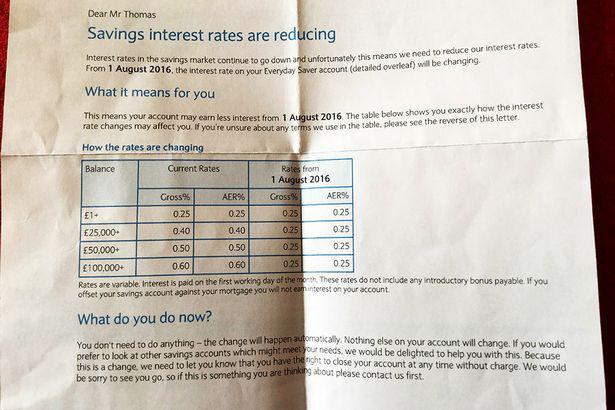 Dear Mr Thomas
Savings interest rates are reducing
Interest rates in the savings market continue to go down and unfortunately this means we need to reduce our interest rates.
From 1 August 2016, the interest rate on your Everyday Saver account (detailed overleaf) will be changing.
What it means for you
This means your account may earn less interest from 1 August 2016. The table below shows you exactly how the interest
rate changes may affect you. If you're unsure about any terms we use in the table, please see the reverse of this letter.
How the rates are changing
Balance Current Rates Rates from
1 August 2016
Gross% AER% Gross% AER%
£1+ 0.25 0.25 0.25 0.25
£25,000+ 0.40 0.40 0.25 0.25
£50,000+ 0.50 0.50 0.25 0.25
£100,000+ 0.60 0.60 0.25 0.25
Rates are variable. Interest is paid on the first working day of the month. These rates do not include any introductory bonus payable. If you
offset your savings account against your mortgage you will not earn interest on your account.
What do you do now?
You don't need to do anything – the change will happen automatically. Nothing else on your account will change. If you would
prefer to look at other savings accounts which might meet your needs, we would be delighted to help you with this. Because
this is a change, we need to let you know that you have the right to close your account at any time without charge. We would
be sorry to see you go, so if this is something you are thinking about please contact us first.